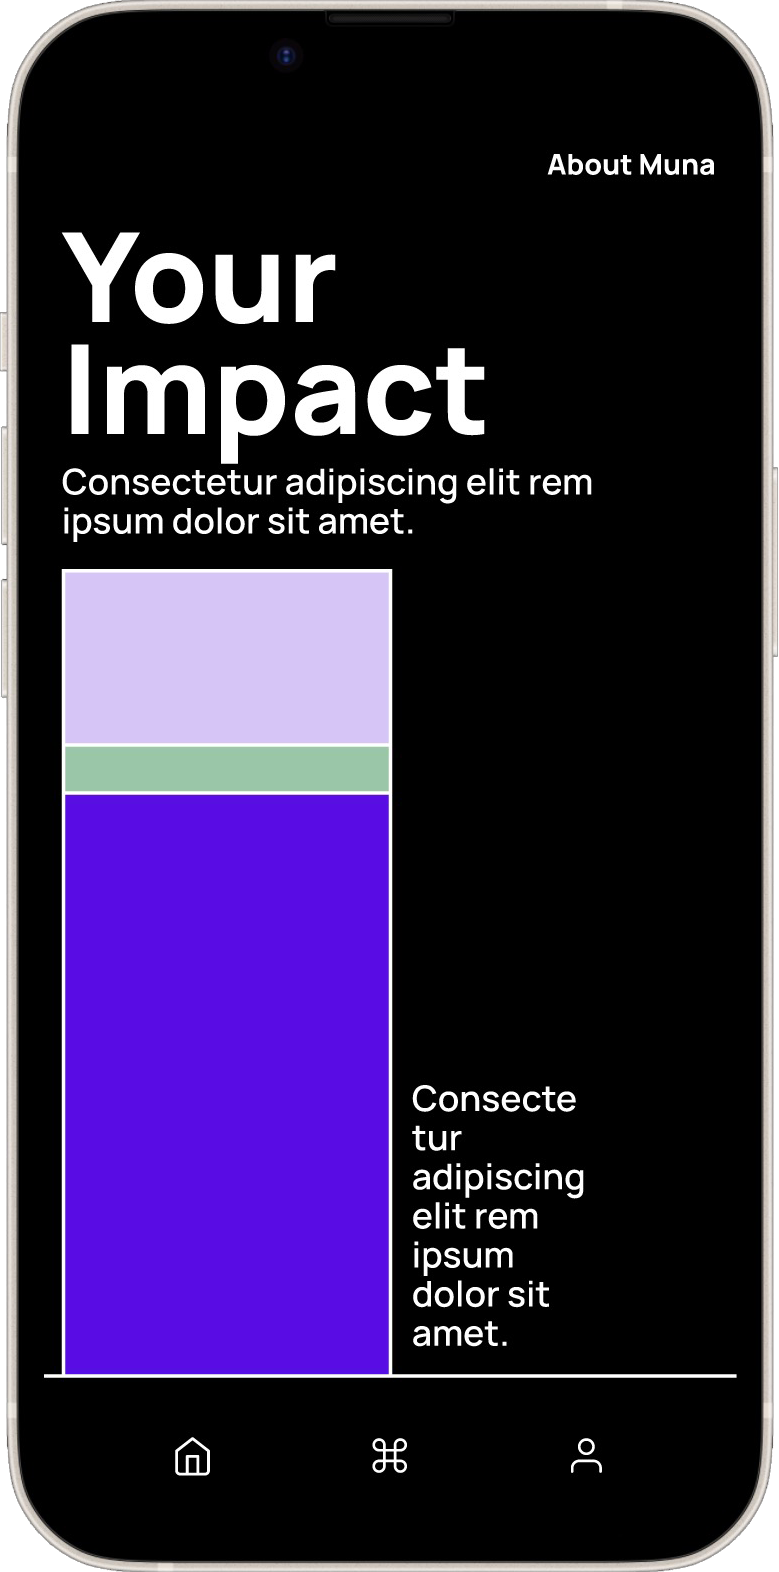 About Muna
Your
Impact
Consectetur adipiscing elit rem
ipsum dolor sit amet.
Consecte
tur
adipiscing
elit rem
ipsum
dolor sit
amet.